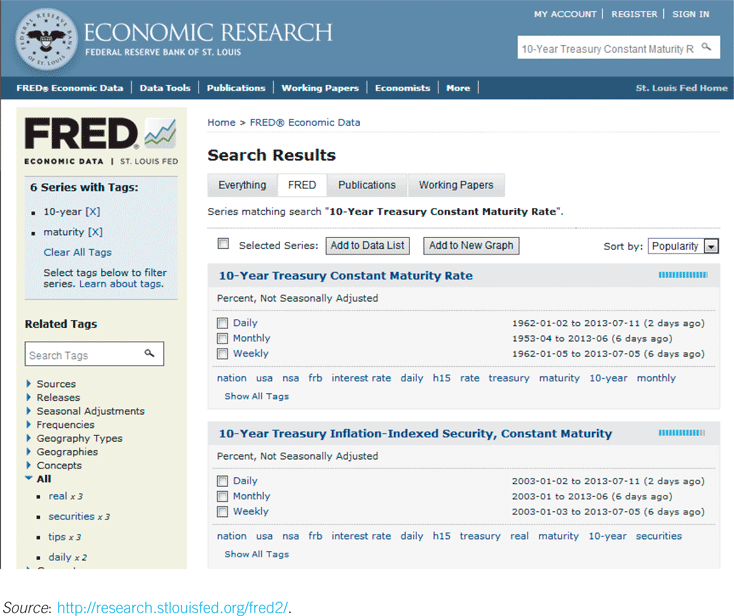 MY ACCOUNT | REGISTER | SIGN IN
ECONOMIC RESEARCH
FEDERAL RESERVE BANK OF ST. LOUIS
10-Year Treasury Constant Maturity R
FRED® Economic Data | Data Tools | Publications | Working Papers | Economists | More | St. Louis Fed Home
FRED®
ECONOMIC DATA | ST. LOUIS FED
6 Series with Tags:
10-year [X]
maturity [X]
Clear All Tags
Select tags below to filter
series. Learn about tags.
Related Tags
Search Tags
Sources
Releases
Seasonal Adjustments
Frequencies
Geography Types
Geographies
Concepts
All
real x 3
securities x 3
tips x 3
daily x 2
Home > FRED® Economic Data
Search Results
Everything FRED Publications Working Papers
Series matching search "10-Year Treasury Constant Maturity Rate".
Selected Series: Add to Data List Add to New Graph Sort by: Popularity
10-Year Treasury Constant Maturity Rate
Percent, Not Seasonally Adjusted
Daily 1962-01-02 to 2013-07-11 (2 days ago)
Monthly 1953-04 to 2013-06 (6 days ago)
Weekly 1962-01-05 to 2013-07-05 (6 days ago)
nation usa nsa frb interest rate daily h15 rate treasury maturity 10-year monthly
Show All Tags
10-Year Treasury Inflation-Indexed Security, Constant Maturity
Percent, Not Seasonally Adjusted
Daily 2003-01-02 to 2013-07-11 (2 days ago)
Monthly 2003-01 to 2013-06 (6 days ago)
Weekly 2003-01-03 to 2013-07-05 (6 days ago)
nation usa nsa frb interest rate daily h15 treasury real maturity 10-year securities
Show All Tags
Source: http://research.stlouisfed.org/fred2/.